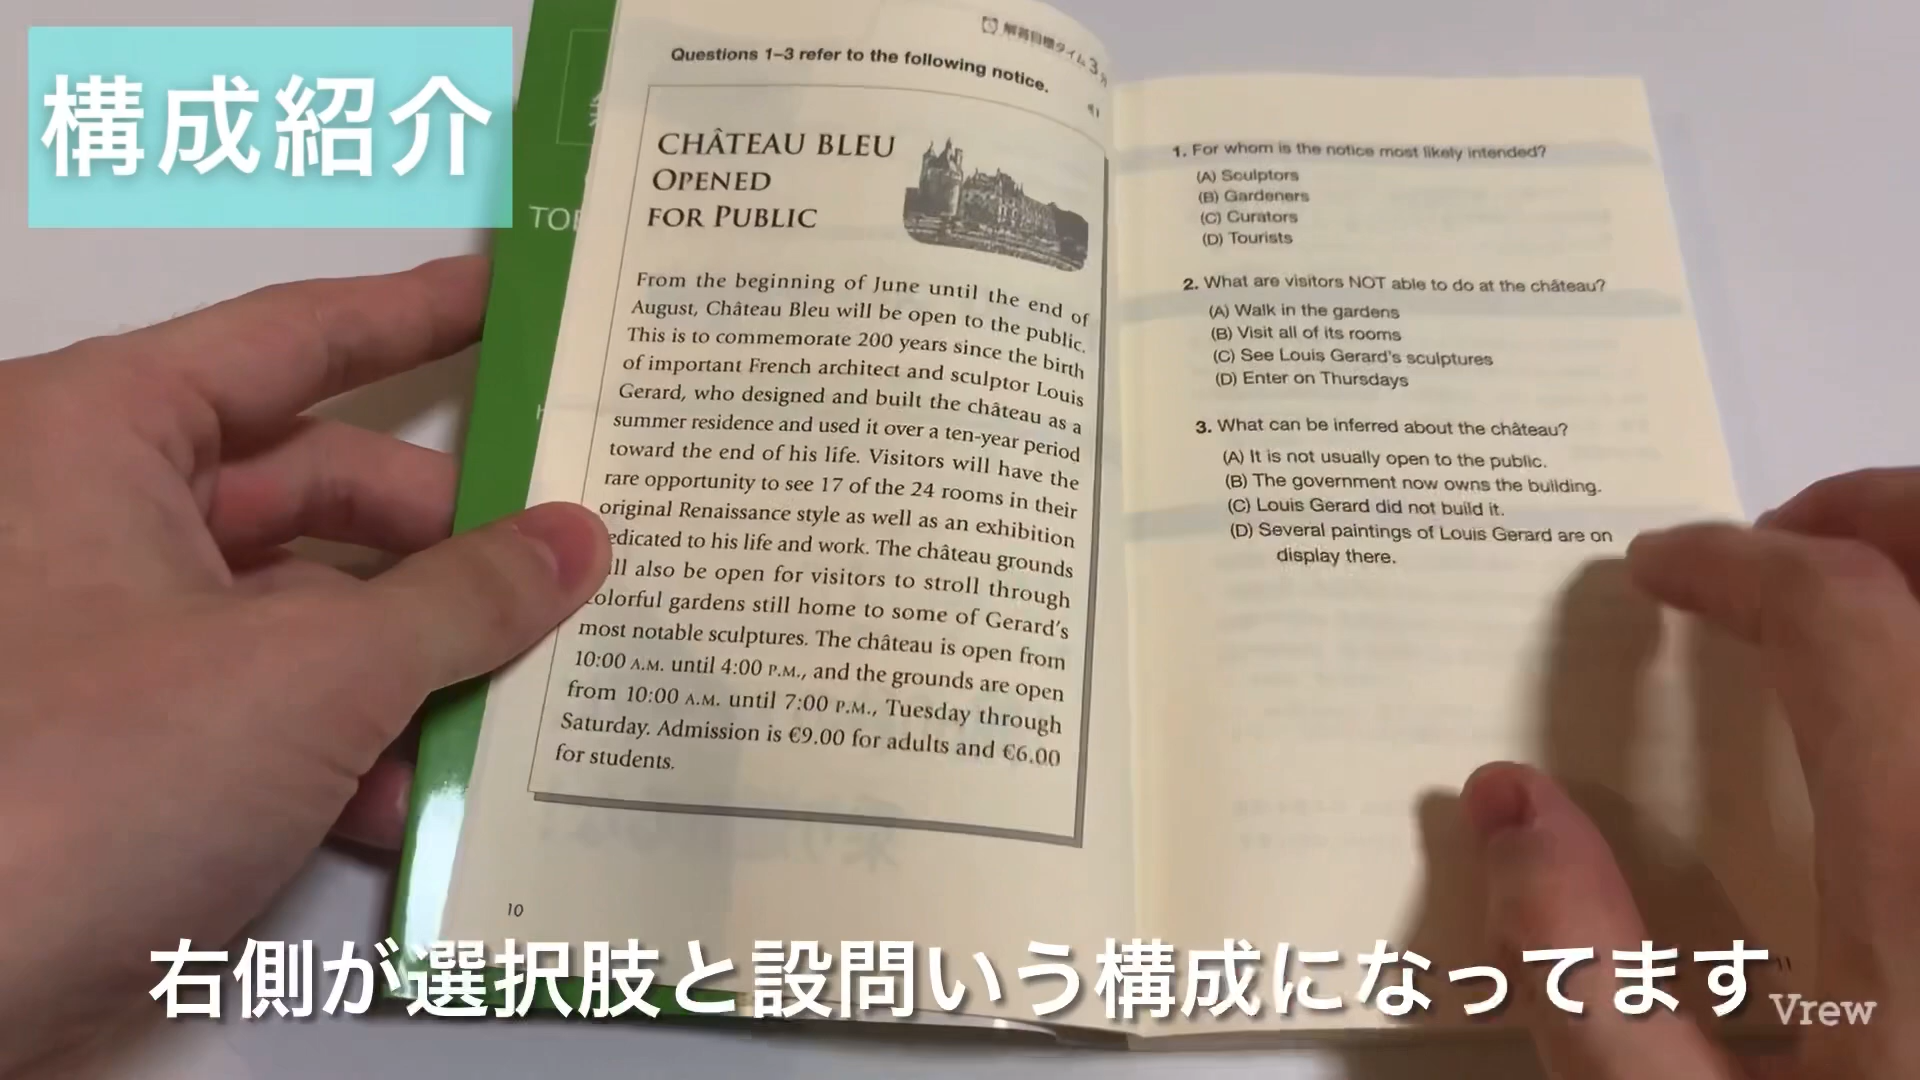 構成紹介
TOE
解答目標タイム3分
Questions 1–3 refer to the following notice.
CHÂTEAU BLEU
OPENED
FOR PUBLIC
From the beginning of June until the end of
August, Château Bleu will be open to the public.
This is to commemorate 200 years since the birth
of important French architect and sculptor Louis
Gerard, who designed and built the château as a
summer residence and used it over a ten-year period
toward the end of his life. Visitors will have the
rare opportunity to see 17 of the 24 rooms in their
original Renaissance style as well as an exhibition
edicated to his life and work. The château grounds
ill also be open for visitors to stroll through
colorful gardens still home to some of Gerard's
most notable sculptures. The château is open from
10:00 A.M. until 4:00 P.M., and the grounds are open
from 10:00 A.M. until 7:00 P.M., Tuesday through
Saturday. Admission is €9.00 for adults and €6.00
for students.
10
1. For whom is the notice most likely intended?
(A) Sculptors
(B) Gardeners
(C) Curators
(D) Tourists
2. What are visitors NOT able to do at the château?
(A) Walk in the gardens
(B) Visit all of its rooms
(C) See Louis Gerard's sculptures
(D) Enter on Thursdays
3. What can be inferred about the château?
(A) It is not usually open to the public.
(B) The government now owns the building.
(C) Louis Gerard did not build it.
(D) Several paintings of Louis Gerard are on
display there.
11
右側が選択肢と設問いう構成になってます
Vrew